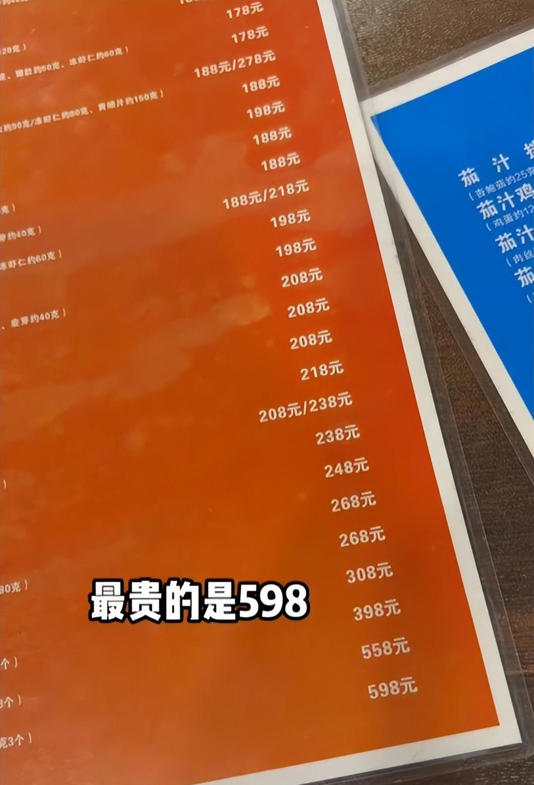 178元
20克）
178元
、鳃肚约50克、冻虾仁约60克）
188元/278元
188元
约90克/冻虾仁约80克、黄鳝片约150克）
198元
188元
188元
188元/218元
克）
198元
芽约40克）
198元
冻虾仁约60克）
208元
208元
、韭芽约40克）
208元
218元
208元/238元
238元
248元
）
268元
268元
308元
80克）
398元
558元
个）
598元
3个）
克3个）
最贵的是598
茄汁
（杏鲍菇约25克
茄汁鸡
（鸡蛋约12
茄汁
（肉丝
茄